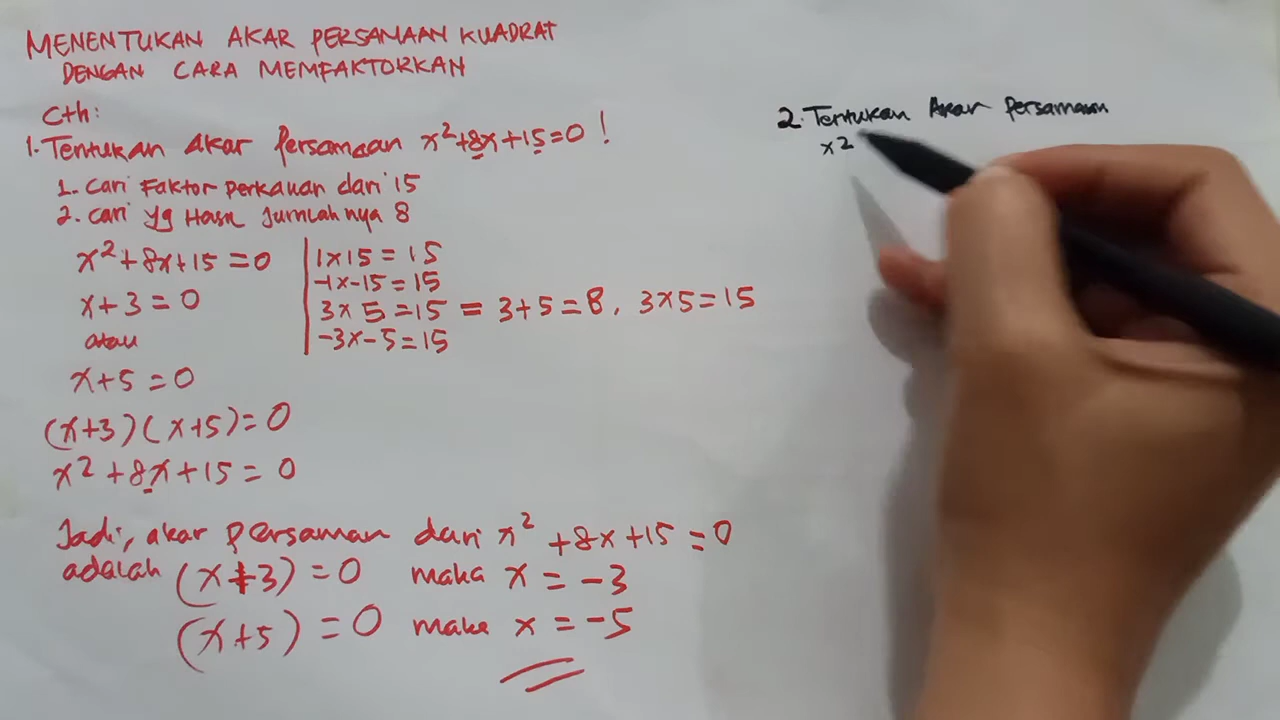 MENENTUKAN AKAR PERSAMAAN KUADRAT
DENGAN CARA MEMFAKTORKAN
Cth:
1. Tentukan Akar Persamaan x²+8x+15=0 !
1. Cari Faktor Perkalian dari 15
2. Cari yg Hasil Jumlahnya 8
x²+8x+15=0
x+3=0
atau
x+5=0
1x15=15
-1x-15=15
3x5=15 = 3+5=8, 3x5=15
-3x-5=15
(x+3)(x+5)=0
x²+8x+15=0
Jadi, akar persaman dari x²+8x+15=0
adalah (x+3)=0 maka x=-3
(x+5)=0 maka x=-5
2. Tentukan Akar Persamaan
x2